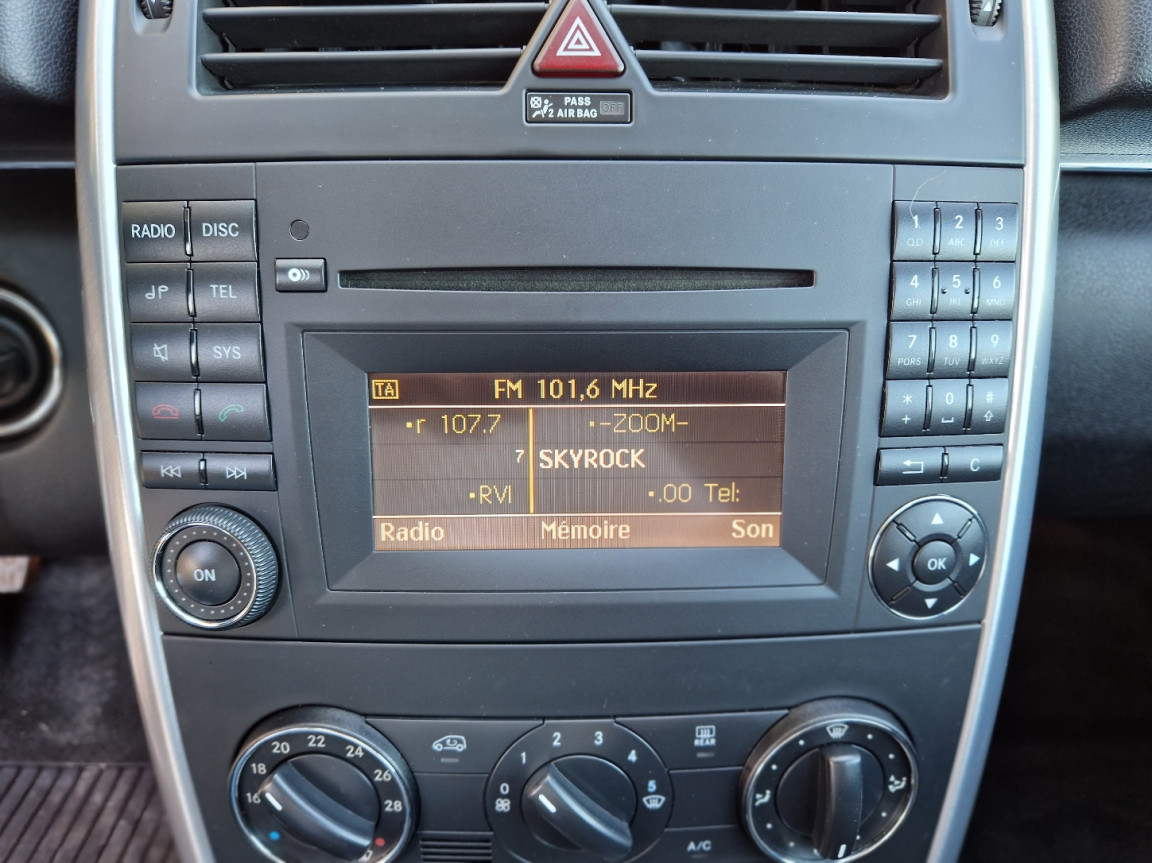 PASS
2 AIRBAG OFF
RADIO DISC
TEL
SYS
ON
1 2 3
ABC DEF
4 5 6
GHI JKL MNO
7 8 9
PQRS TUV WXYZ
* 0 #
+
C
OK
TA FM 101,6 MHz
r 107.7 -ZOOM-
7 SKYROCK
RVI .00 Tel:
Radio Mémoire Son
16 18 20 22 24 26 28
0 1 2 3 4 5
REAR
A/C